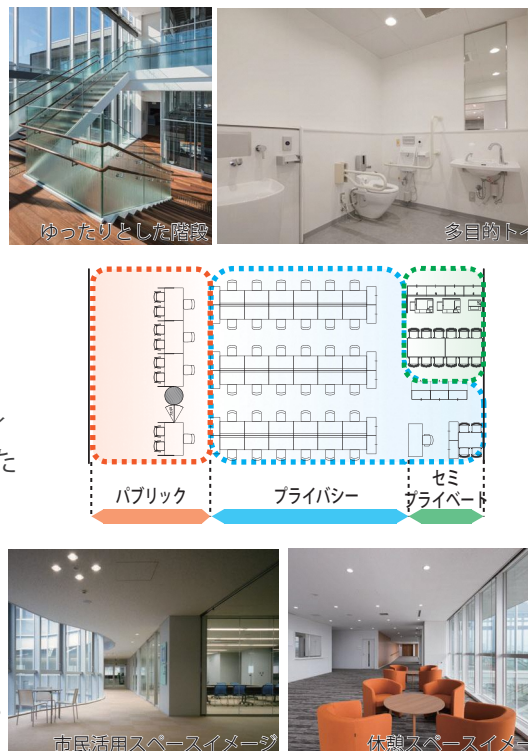 ゆったりとした階段
多目的トイ
た
パブリック
プライバシー
セミ
プライベート
市民活用スペースイメージ
休憩スペースイメー